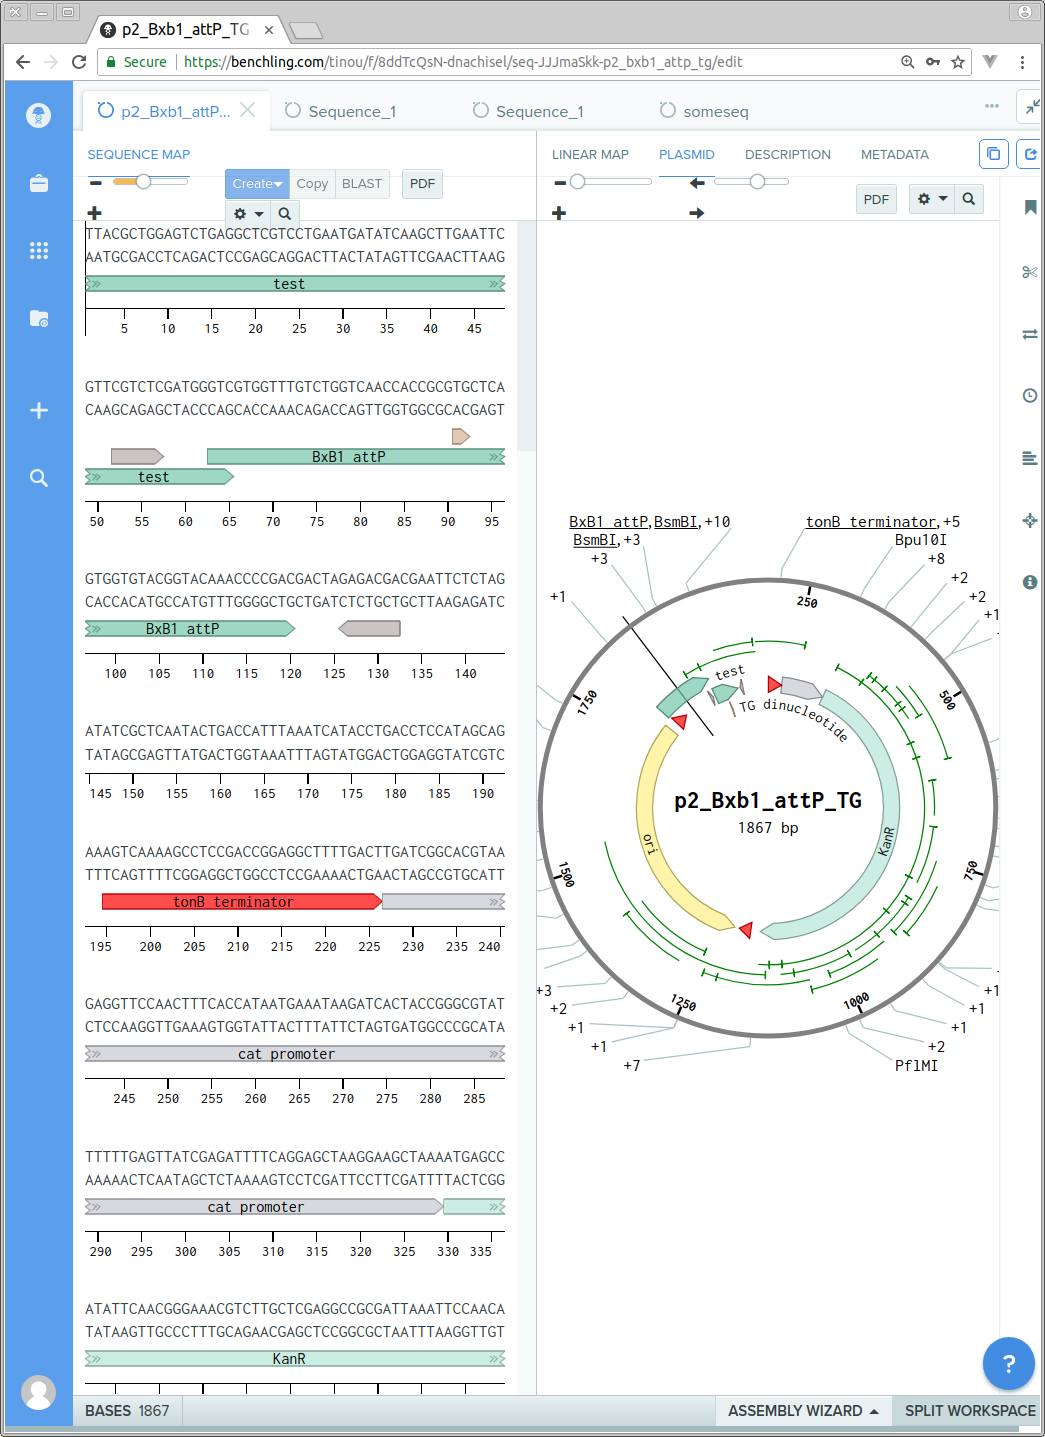 p2_Bxb1_attP_TG
Secure
https://benchling.com/tinou/f/8ddTcQsN-dnachisel/seq-JJJmaSkk-p2_bxb1_attp_tg/edit
p2_Bxb1_attP...
Sequence_1
Sequence_1
someseq
SEQUENCE MAP
Create
Copy
BLAST
PDF
TTACGCTGGAGTCTGAGGCTCGTCCTGAATGATATCAAGCTTGAATTC
AATGCGACCTCAGACTCCGAGCAGGACTTACTATAGTTCGAACTTAAG
test
5 10 15 20 25 30 35 40 45
GTTCGTCTCGATGGGTCGTGGTTTGTCTGGTCAACCACCGCGTGCTCA
CAAGCAGAGCTACCCAGCACCAAACAGACCAGTTGGTGGCGCACGAGT
BxB1 attP
test
50 55 60 65 70 75 80 85 90 95
GTGGTGTACGGTACAAACCCCGACGACTAGAGACGACGAATTCTCTAG
CACCACATGCCATGTTTGGGGCTGCTGATCTCTGCTGCTTAAGAGATC
BxB1 attP
100 105 110 115 120 125 130 135 140
ATATCGCTCAATACTGACCATTTAAATCATACCTGACCTCCATAGCAG
TATAGCGAGTTATGACTGGTAAATTTAGTATGGACTGGAGGTATCGTC
145 150 155 160 165 170 175 180 185 190
AAAGTCAAAAGCCTCCGACCGGAGGCTTTTGACTTGATCGGCACGTAA
TTTCAGTTTTCGGAGGCTGGCCTCCGAAAACTGAACTAGCCGTGCATT
tonB terminator
195 200 205 210 215 220 225 230 235 240
GAGGTTCCAACTTTCACCATAATGAAATAAGATCACTACCGGGCGTAT
CTCCAAGGTTGAAAGTGGTATTACTTTATTCTAGTGATGGCCCGCATA
cat promoter
245 250 255 260 265 270 275 280 285
TTTTTGAGTTATCGAGATTTTCAGGAGCTAAGGAAGCTAAAATGAGCC
AAAAACTCAATAGCTCTAAAAGTCCTCGATTCCTTCGATTTTACTCGG
cat promoter
290 295 300 305 310 315 320 325 330 335
ATATTCAACGGGAAACGTCTTGCTCGAGGCCGCGATTAAATTCCAACA
TATAAGTTGCCCTTTGCAGAACGAGCTCCGGCGCTAATTTAAGGTTGT
KanR
LINEAR MAP
PLASMID
DESCRIPTION
METADATA
PDF
BxB1 attP, BsmBI, +10
BsmBI, +3
+3
+1
tonB terminator, +5
Bpu10I
+8
+2
+2
+1
250
500
750
1000
1250
1500
1750
test
TG dinucleotide
p2_Bxb1_attP_TG
1867 bp
KanR
ori
+3
+2
+1
+1
+7
+1
+1
+1
+2
PflMI
?
BASES 1867
ASSEMBLY WIZARD
SPLIT WORKSPACE